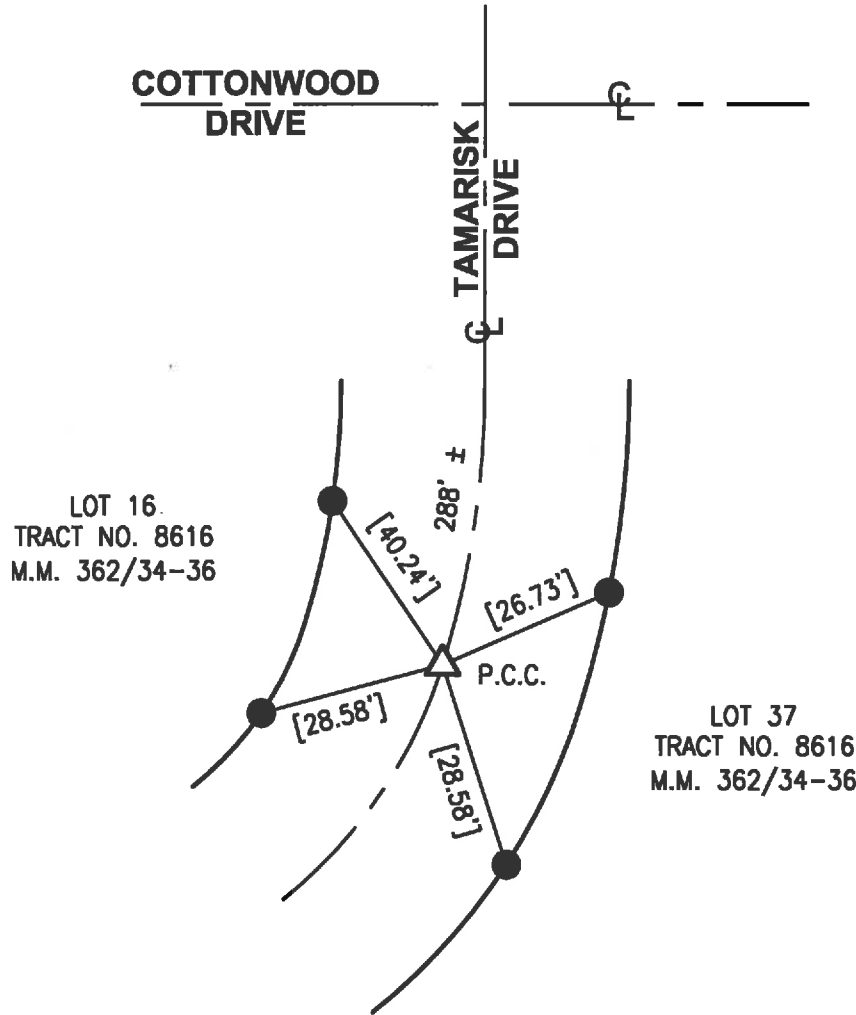 COTTONWOOD
DRIVE
℄
TAMARISK
DRIVE
℄
288' ±
LOT 16
TRACT NO. 8616
M.M. 362/34-36
[40.24']
[26.73']
P.C.C.
[28.58']
[28.58']
LOT 37
TRACT NO. 8616
M.M. 362/34-36